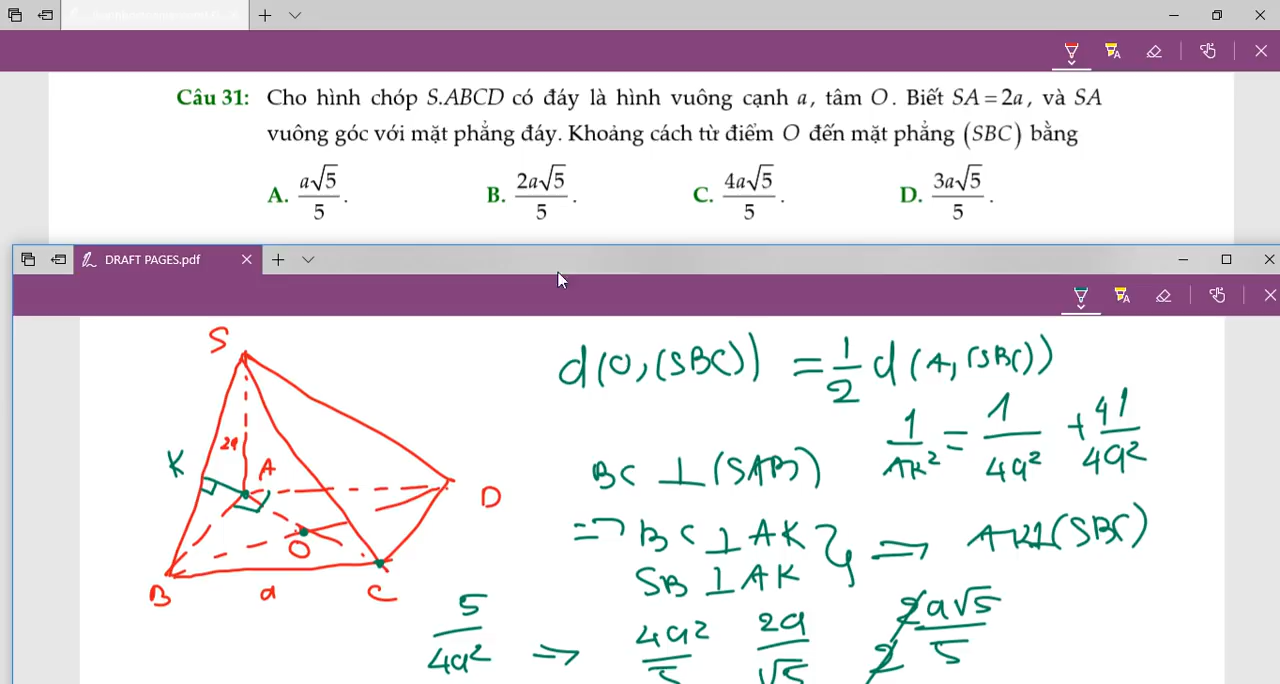 Câu 31: Cho hình chóp S.ABCD có đáy là hình vuông cạnh a, tâm O. Biết SA = 2a, và SA
vuông góc với mặt phẳng đáy. Khoảng cách từ điểm O đến mặt phẳng (SBC) bằng
A. a√5/5. B. 2a√5/5. C. 4a√5/5. D. 3a√5/5.
DRAFT PAGES.pdf
S
d(O,(SBC)) = 1/2 d(A,(SBC))
1/AK² = 1/4a² + 41/4a²
2a
K
A
BC ⊥ (SAB)
D
=> BC ⊥ AK } => AK ⊥ (SBC)
O
SB ⊥ AK
B a C
5/4a² => 4a²/5 2a/√5 2a√5/2 5